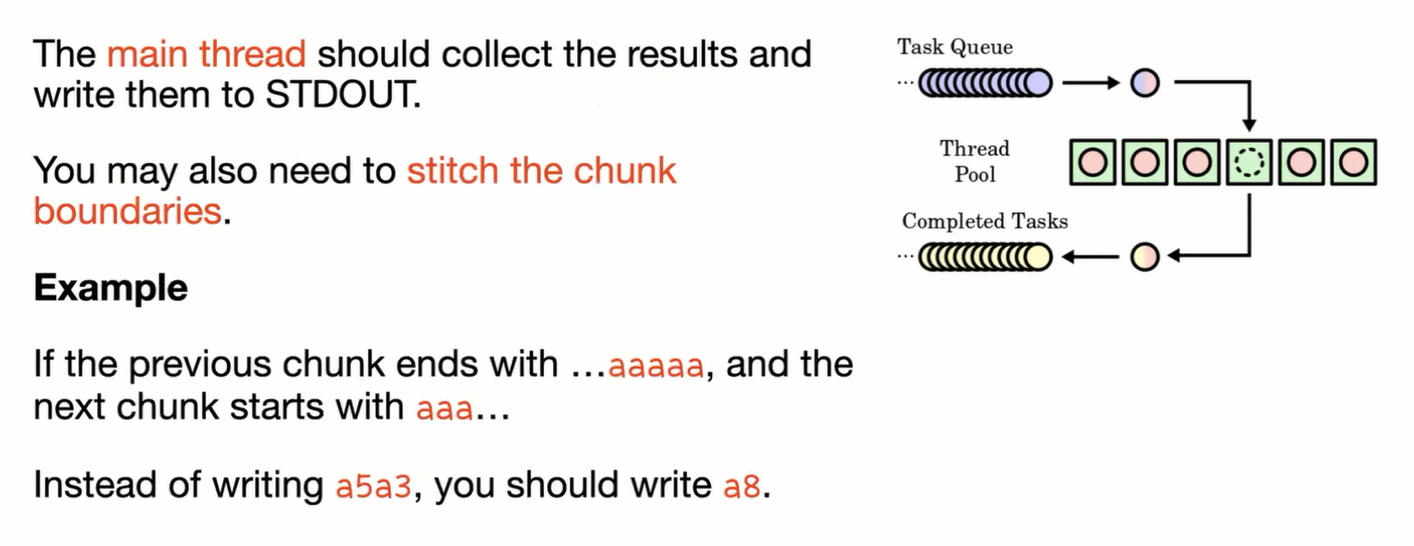 The main thread should collect the results and
write them to STDOUT.
You may also need to stitch the chunk
boundaries.
Example
If the previous chunk ends with …aaaaa, and the
next chunk starts with aaa…
Instead of writing a5a3, you should write a8.
Task Queue
...
Thread
Pool
Completed Tasks
...